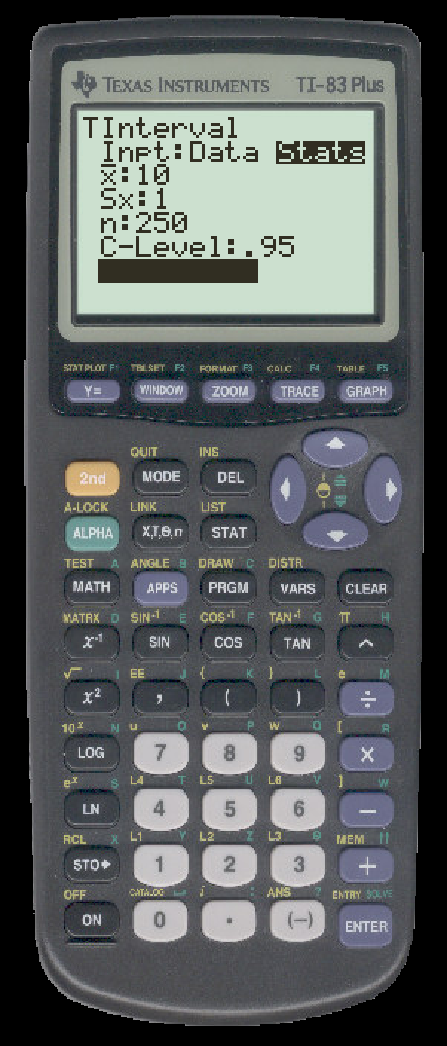 TEXAS INSTRUMENTS TI-83 Plus
TInterval
Inpt:Data Stats
x̄:10
Sx:1
n:250
C-Level:.95
STAT PLOT F1 TBLSET F2 FORMAT F3 CALC F4 TABLE F5
Y= WINDOW ZOOM TRACE GRAPH
QUIT INS
2nd MODE DEL
A-LOCK LINK LIST
ALPHA X,T,Θ,n STAT
TEST A ANGLE B DRAW C DISTR
MATH APPS PRGM VARS CLEAR
MATRX D SIN⁻¹ E COS⁻¹ F TAN⁻¹ G π H
x⁻¹ SIN COS TAN ^
√ I EE J { K } L e M
x² , ( ) ÷
10ˣ N u O v P w Q [ R
LOG 7 8 9 ×
eˣ S L4 T L5 U L6 V ] W
LN 4 5 6 −
RCL X L1 Y L2 Z L3 θ MEM "
STO➧ 1 2 3 +
OFF CATALOG i : ANS ? ENTRY SOLVE
ON 0 . (−) ENTER